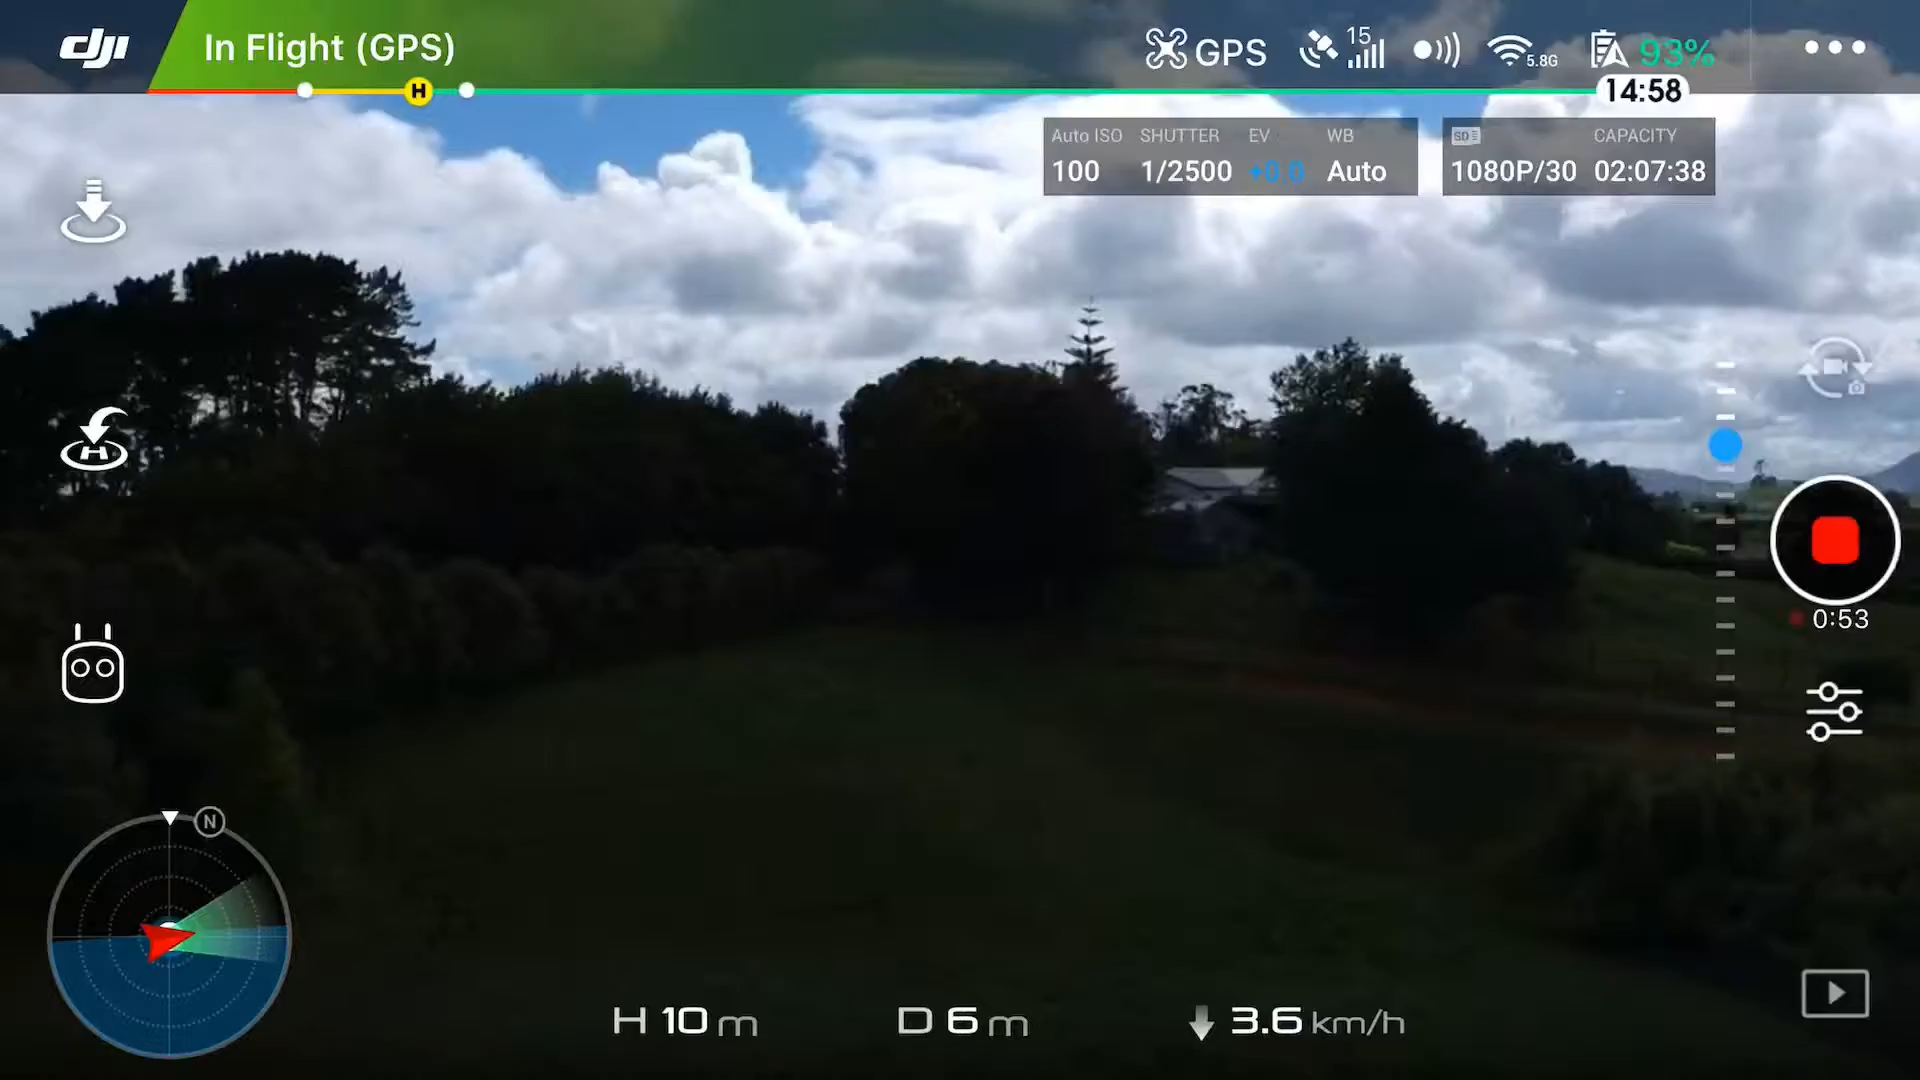 dji In Flight (GPS) GPS 15 5.8G 93%
H 14:58
Auto ISO SHUTTER EV WB SD CAPACITY
100 1/2500 +0.0 Auto 1080P/30 02:07:38
H
0:53
N
H 10 m D 6 m 3.6 km/h